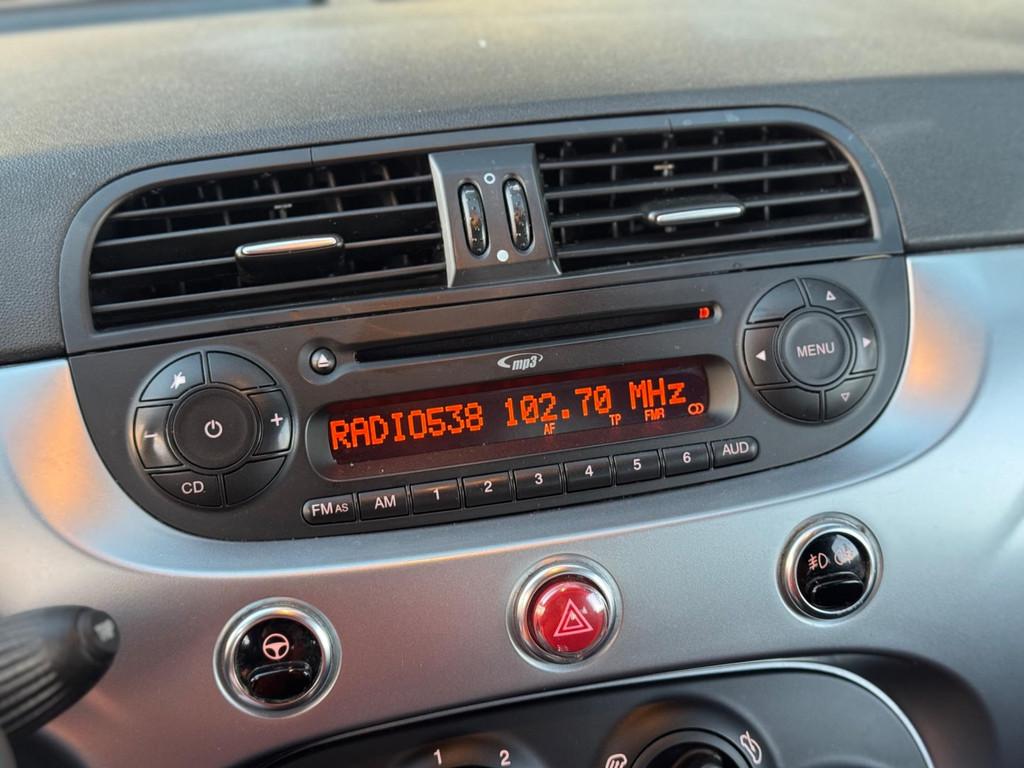 mp3
MENU
RADIO538 102.70 MHz
AF TP FMR
CD
FM AS AM 1 2 3 4 5 6 AUD
1 2